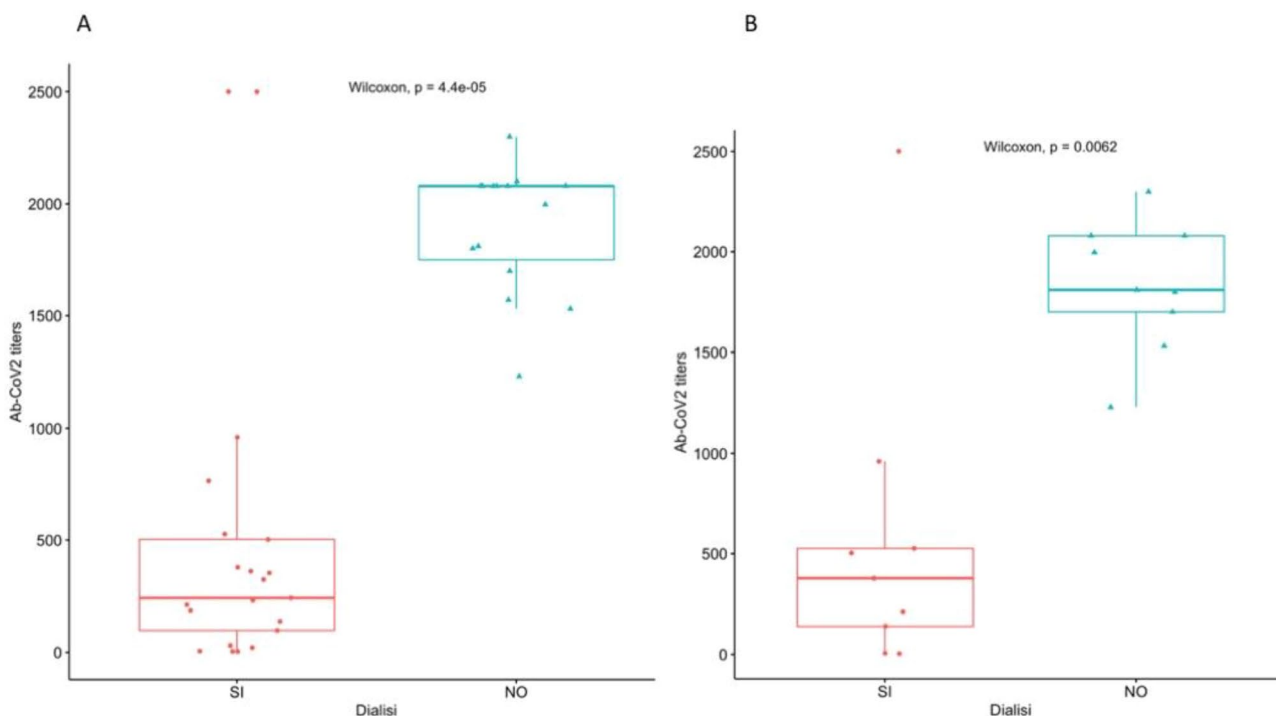 A
Wilcoxon, p = 4.4e-05
2500
2000
1500
1000
500
0
Ab-CoV2 titers
SI
NO
Dialisi
B
Wilcoxon, p = 0.0062
2500
2000
1500
1000
500
0
Ab-CoV2 titers
SI
NO
Dialisi